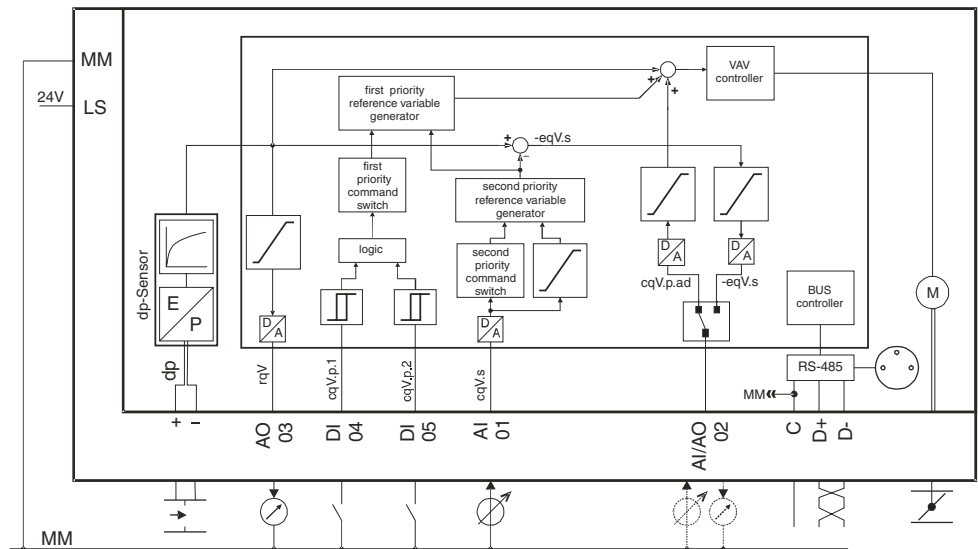 MM
24V
LS
VAV
controller
first priority
reference variable
generator
+
+
+
-eqV.s
−
first
priority
command
switch
second priority
reference variable
generator
logic
second
priority
command
switch
D
A
D
A
cqV.p.ad
-eqV.s
BUS
controller
M
dp-Sensor
E
P
D
A
D
A
dp
rqV
cqV.p.1
cqV.p.2
cqV.s
RS-485
MM
+
−
AO
03
DI
04
DI
05
AI
01
AI/AO
02
C
D+
D-
MM